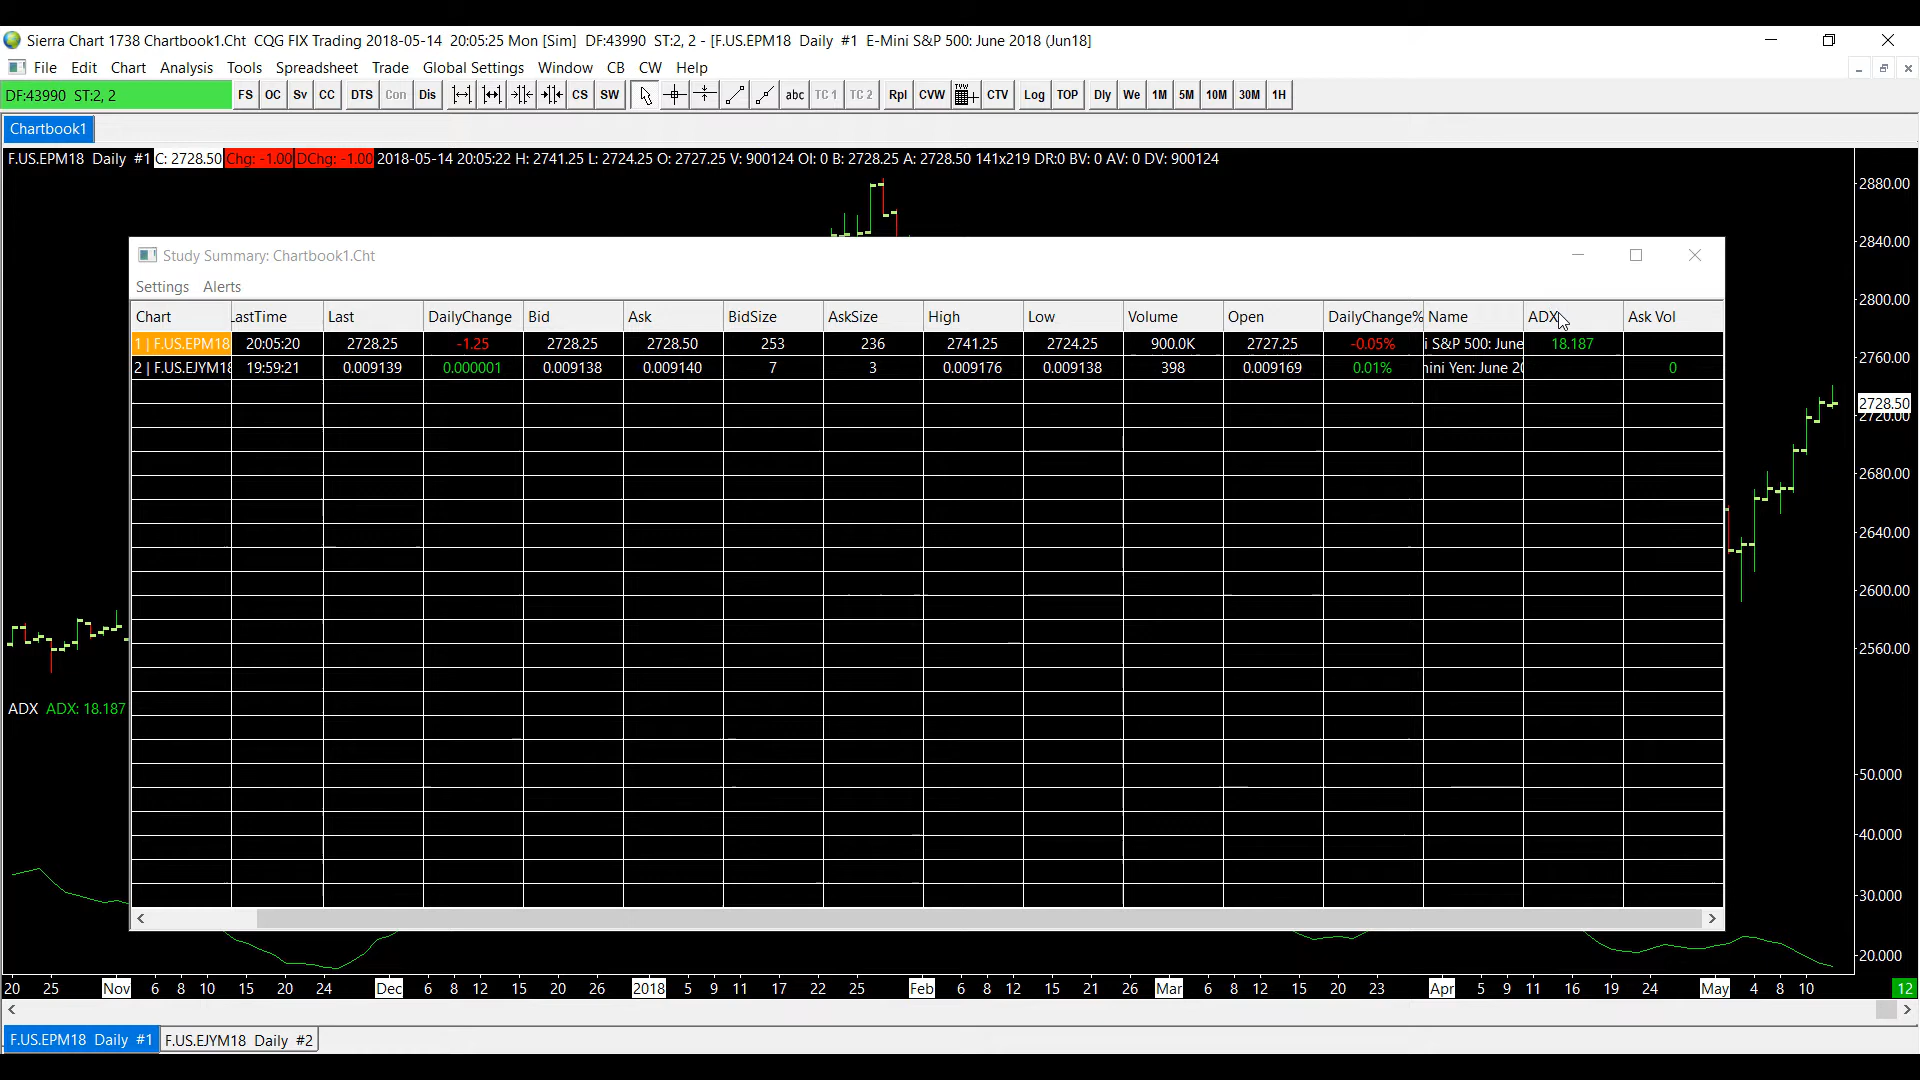 Sierra Chart 1738 Chartbook1.Cht  CQG FIX Trading 2018-05-14  20:05:25 Mon [Sim]  DF:43990  ST:2, 2 - [F.US.EPM18  Daily  #1  E-Mini S&P 500: June 2018 (Jun18]
File Edit Chart Analysis Tools Spreadsheet Trade Global Settings Window CB CW Help
DF:43990  ST:2, 2 FS OC Sv CC DTS Con Dis CS SW abc TC 1 TC 2 Rpl CVW CTV Log TOP Dly We 1M 5M 10M 30M 1H
Chartbook1
F.US.EPM18  Daily  #1 C: 2728.50 Chg: -1.00 DChg: -1.00 2018-05-14 20:05:22 H: 2741.25 L: 2724.25 O: 2727.25 V: 900124 OI: 0 B: 2728.25 A: 2728.50 141x219 DR:0 BV: 0 AV: 0 DV: 900124
2880.00
2840.00
Study Summary: Chartbook1.Cht
Settings Alerts
2800.00
Chart LastTime Last DailyChange Bid Ask BidSize AskSize High Low Volume Open DailyChange% Name ADX Ask Vol
1 | F.US.EPM18 20:05:20 2728.25 -1.25 2728.25 2728.50 253 236 2741.25 2724.25 900.0K 2727.25 -0.05% i S&P 500: June 18.187
2760.00
2 | F.US.EJYM18 19:59:21 0.009139 0.000001 0.009138 0.009140 7 3 0.009176 0.009138 398 0.009169 0.01% nini Yen: June 20 0
2728.50
2720.00
2680.00
2640.00
2600.00
2560.00
ADX ADX: 18.187
50.000
40.000
30.000
20.000
20 25 Nov 6 8 10 15 20 24 Dec 6 8 12 15 20 26 2018 5 9 11 17 22 25 Feb 6 8 12 15 21 26 Mar 6 8 12 15 20 23 Apr 5 9 11 16 19 24 May 4 8 10 12
F.US.EPM18  Daily  #1 F.US.EJYM18  Daily  #2